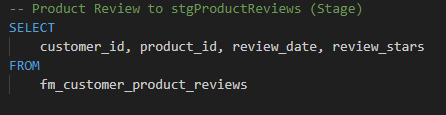 -- Product Review to stgProductReviews (Stage)
SELECT
customer_id, product_id, review_date, review_stars
FROM
fm_customer_product_reviews